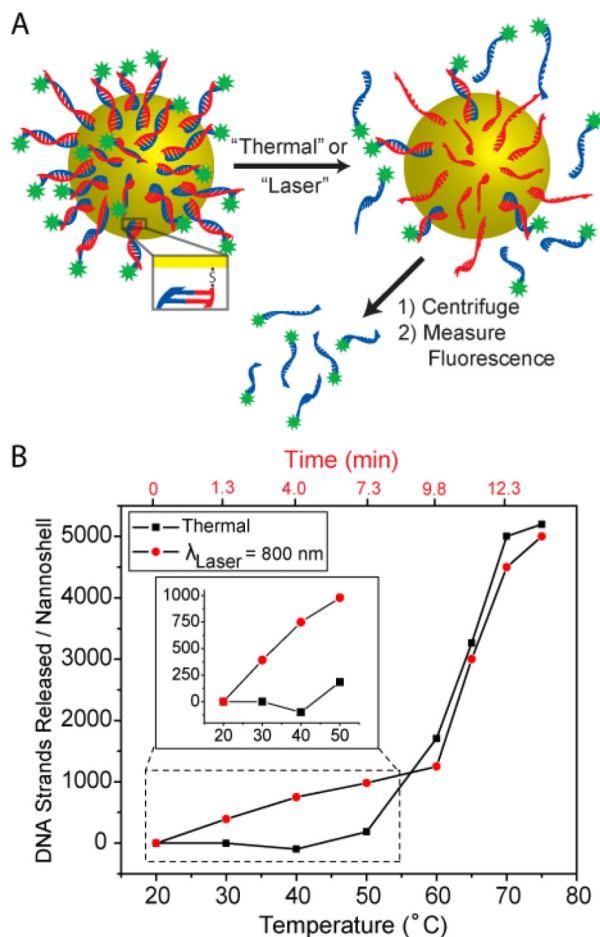 A
"Thermal" or
"Laser"
S
1) Centrifuge
2) Measure
Fluorescence
B
Time (min)
0 1.3 4.0 7.3 9.8 12.3
Thermal
λLaser = 800 nm
5000
4000
3000
2000
1000
0
DNA Strands Released / Nannoshell
1000
750
500
250
0
20 30 40 50
20 30 40 50 60 70 80
Temperature (°C)